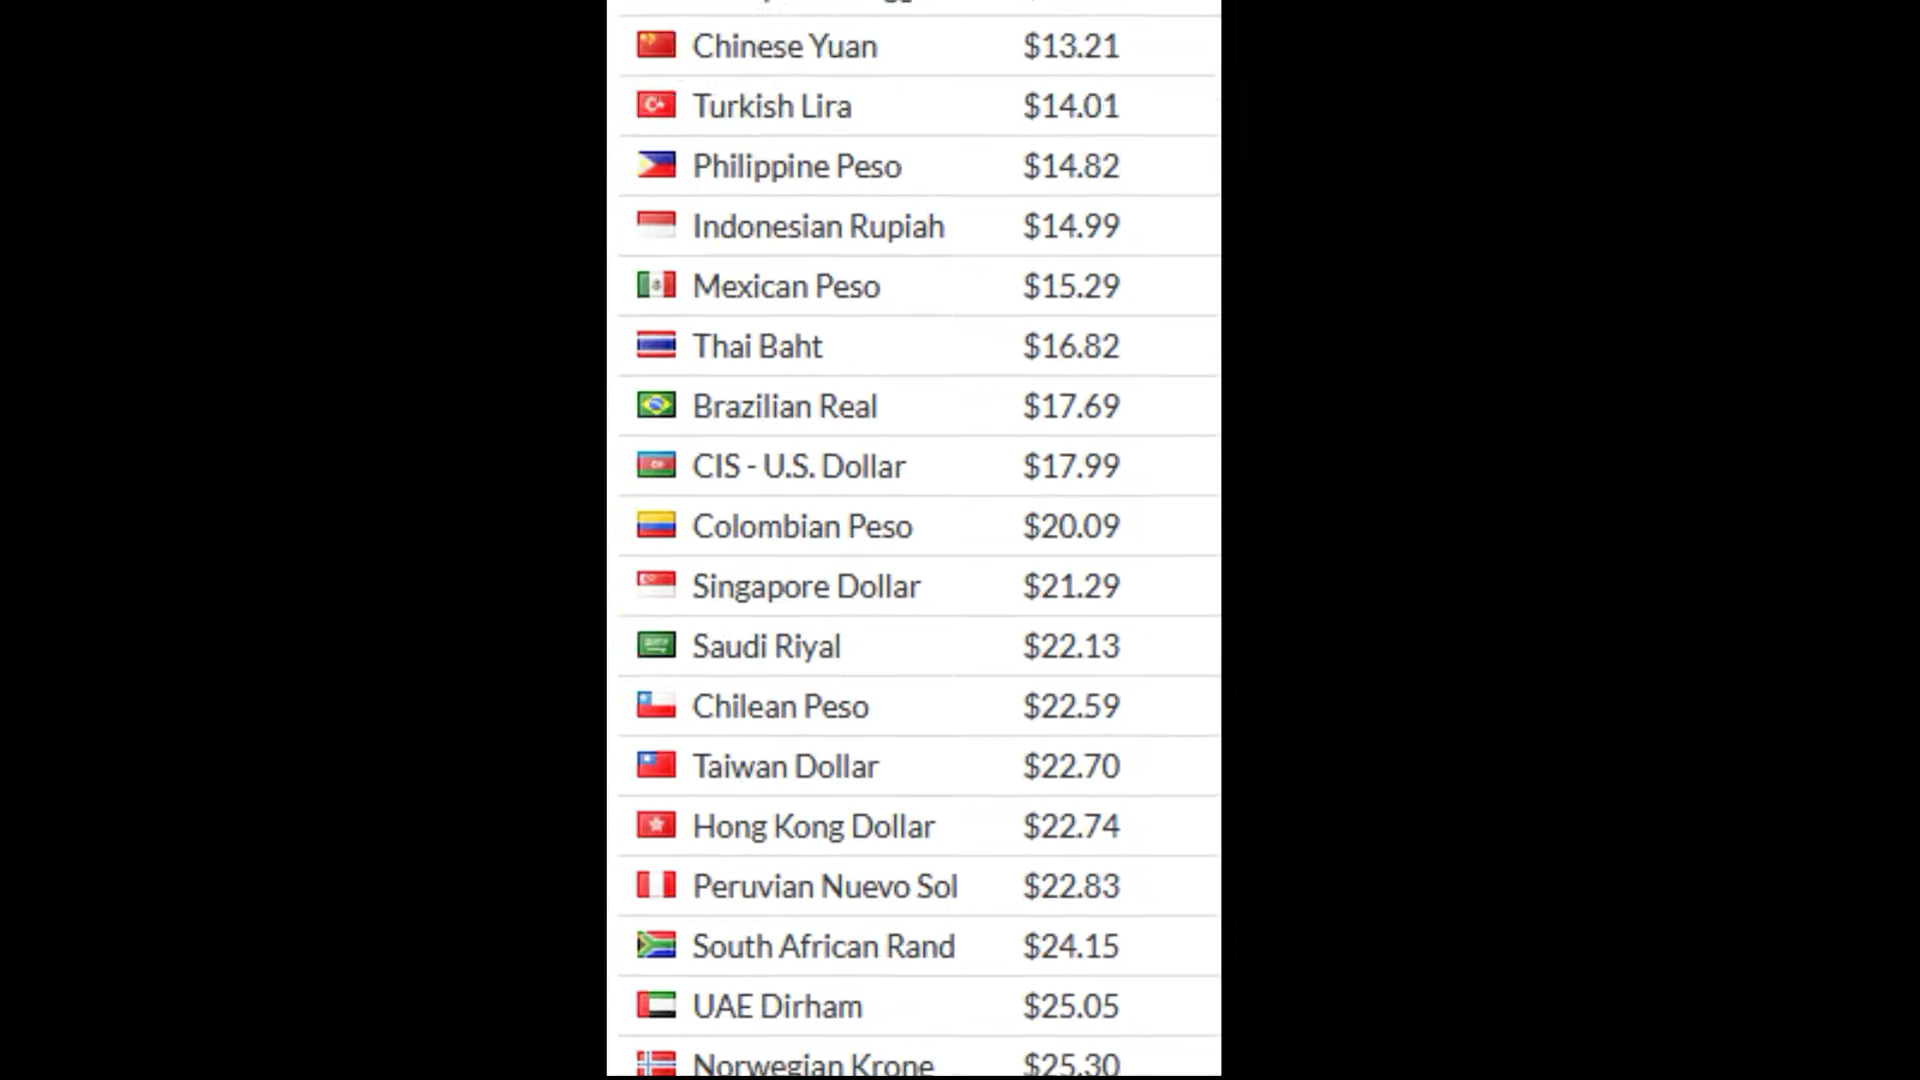 Chinese Yuan $13.21
Turkish Lira $14.01
Philippine Peso $14.82
Indonesian Rupiah $14.99
Mexican Peso $15.29
Thai Baht $16.82
Brazilian Real $17.69
CIS - U.S. Dollar $17.99
Colombian Peso $20.09
Singapore Dollar $21.29
Saudi Riyal $22.13
Chilean Peso $22.59
Taiwan Dollar $22.70
Hong Kong Dollar $22.74
Peruvian Nuevo Sol $22.83
South African Rand $24.15
UAE Dirham $25.05
Norwegian Krone $25.30